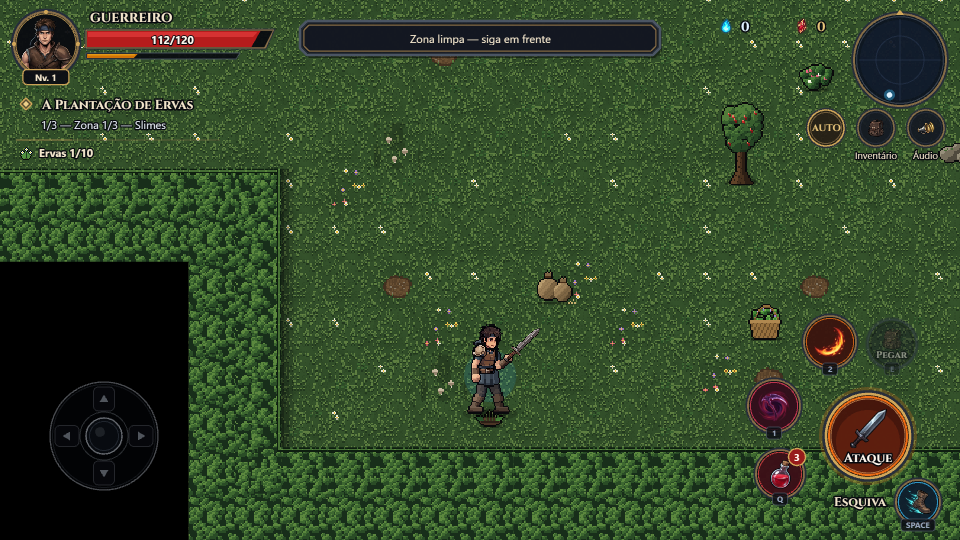 GUERREIRO
112/120
Nv. 1
A Plantação de Ervas
1/3 — Zona 1/3 — Slimes
Ervas 1/10
Zona limpa — siga em frente
0
0
AUTO
Inventário
Áudio
2
PEGAR
E
1
ATAQUE
3
Q
ESQUIVA
SPACE